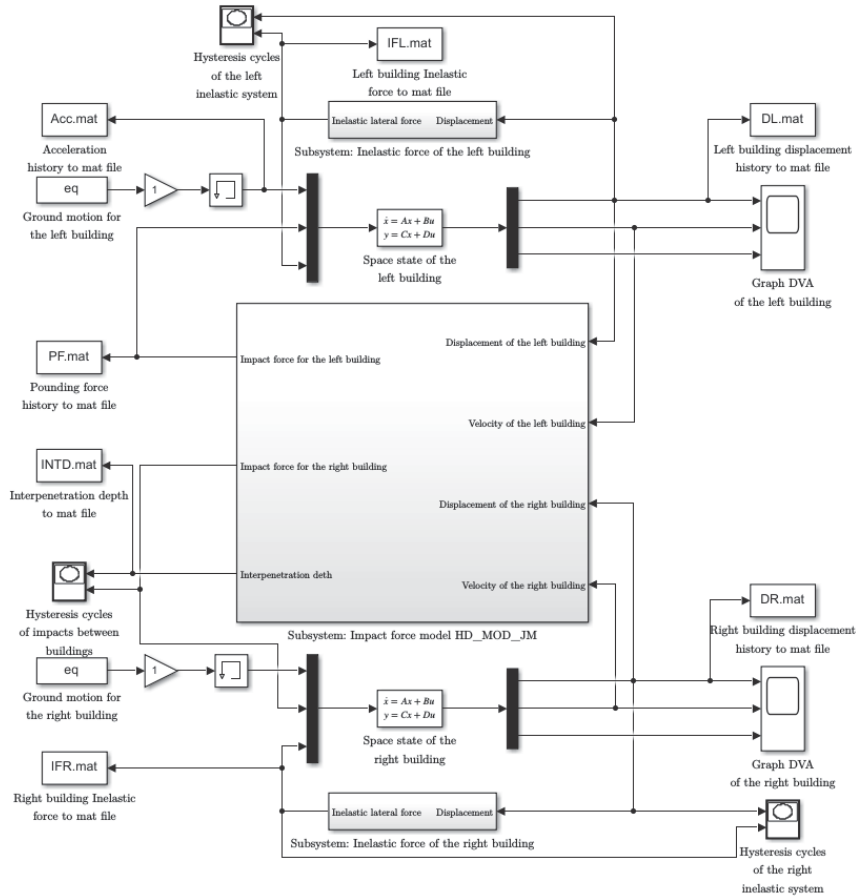 Hysteresis cycles
of the left
inelastic system
IFL.mat
Left building Inelastic
force to mat file
Inelastic lateral force Displacement
Subsystem: Inelastic force of the left building
Acc.mat
Acceleration
history to mat file
DL.mat
Left building displacement
history to mat file
eq
1
Ground motion for
the left building
ẋ = Ax + Bu
y = Cx + Du
Space state of the
left building
Graph DVA
of the left building
Displacement of the left building
Impact force for the left building
PF.mat
Pounding force
history to mat file
Velocity of the left building
INTD.mat
Interpenetration depth
to mat file
Impact force for the right building
Displacement of the right building
Interpenetration deth
Velocity of the right building
Subsystem: Impact force model HD_MOD_JM
Hysteresis cycles
of impacts between
buildings
DR.mat
Right building displacement
history to mat file
eq
1
Ground motion for
the right building
ẋ = Ax + Bu
y = Cx + Du
Space state of the
right building
Graph DVA
of the right building
IFR.mat
Right building Inelastic
force to mat file
Inelastic lateral force Displacement
Subsystem: Inelastic force of the right building
Hysteresis cycles
of the right
inelastic system